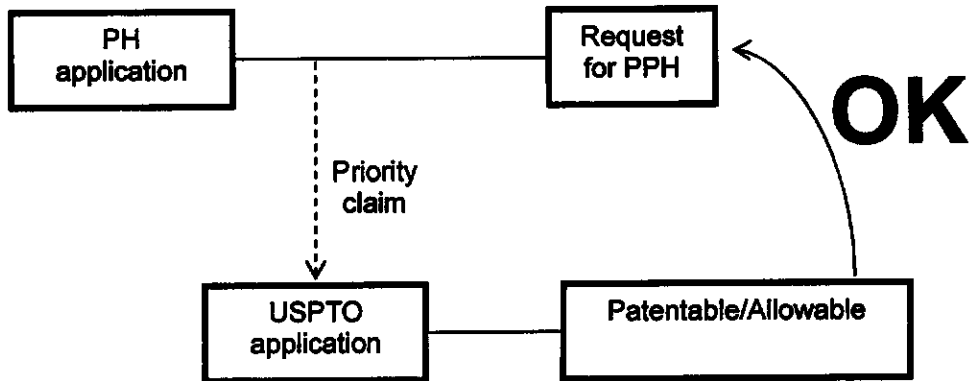 PH
application
Request
for PPH
OK
Priority
claim
USPTO
application
Patentable/Allowable